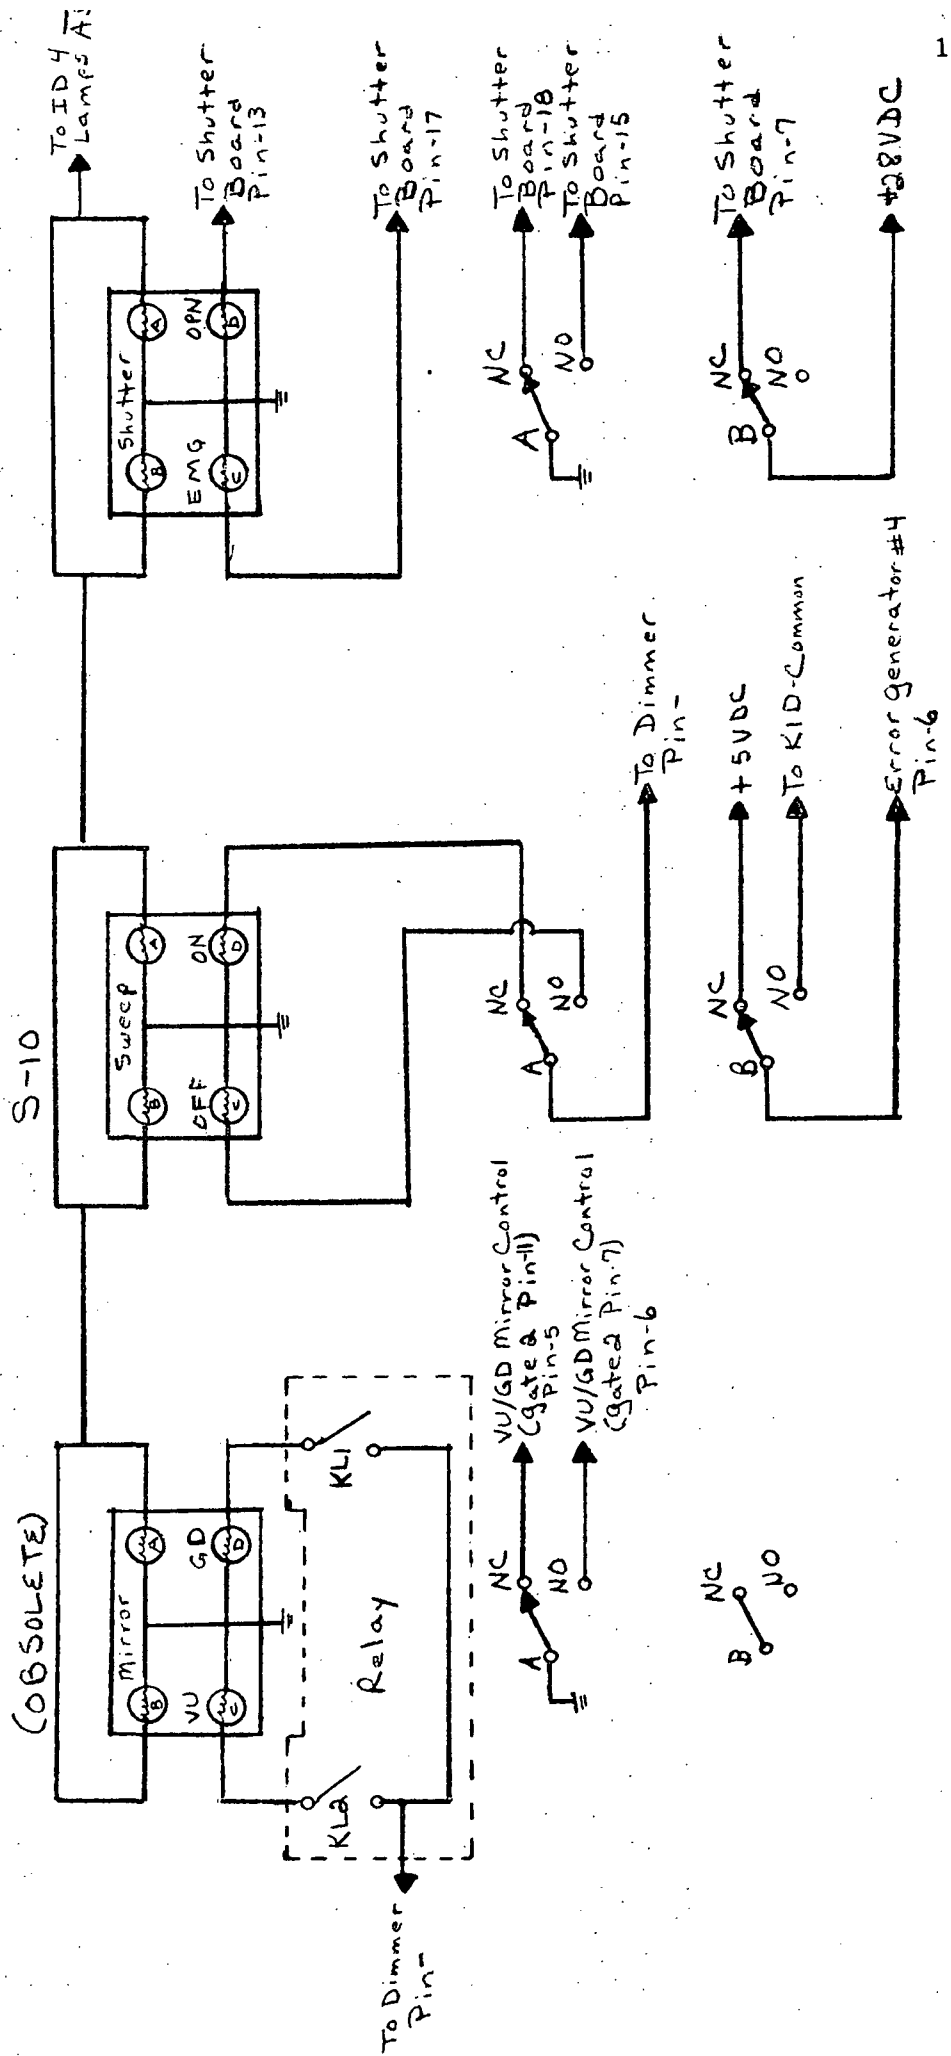 1
(OBSOLETE)
Mirror
B
A
VU
GD
C
D
KL2
KL1
Relay
To Dimmer
Pin-
A
NC
NO
VU/GD Mirror Control
(gate 2 Pin-11)
Pin-5
VU/GD Mirror Control
(gate 2 Pin-7)
Pin-6
B
NC
NO
S-10
Sweep
B
A
OFF
ON
C
D
A
NC
NO
To Dimmer
Pin-
B
NC
NO
+5VDC
To KID-Common
Error generator #4
Pin-6
To ID 4
Lamps
Shutter
B
A
EMG
OPN
C
D
To Shutter
Board
Pin-13
To Shutter
Board
Pin-17
A
NC
NO
To Shutter
Board
Pin-18
To Shutter
Board
Pin-15
B
NC
NO
To Shutter
Board
Pin-7
+28VDC